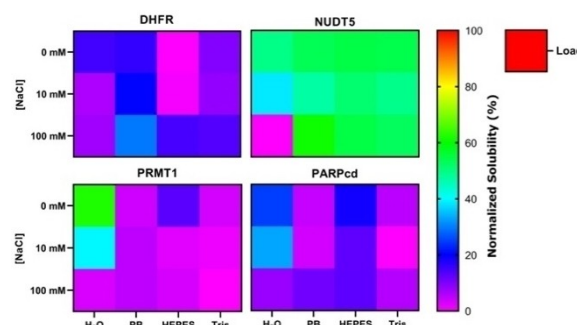 DHFR
NUDT5
0 mM
10 mM
100 mM
[NaCl]
100
80
60
40
20
0
Normalized Solubility (%)
PRMT1
PARPcd
0 mM
10 mM
100 mM
[NaCl]
H₂O PB HEPES Tris
H₂O PB HEPES Tris